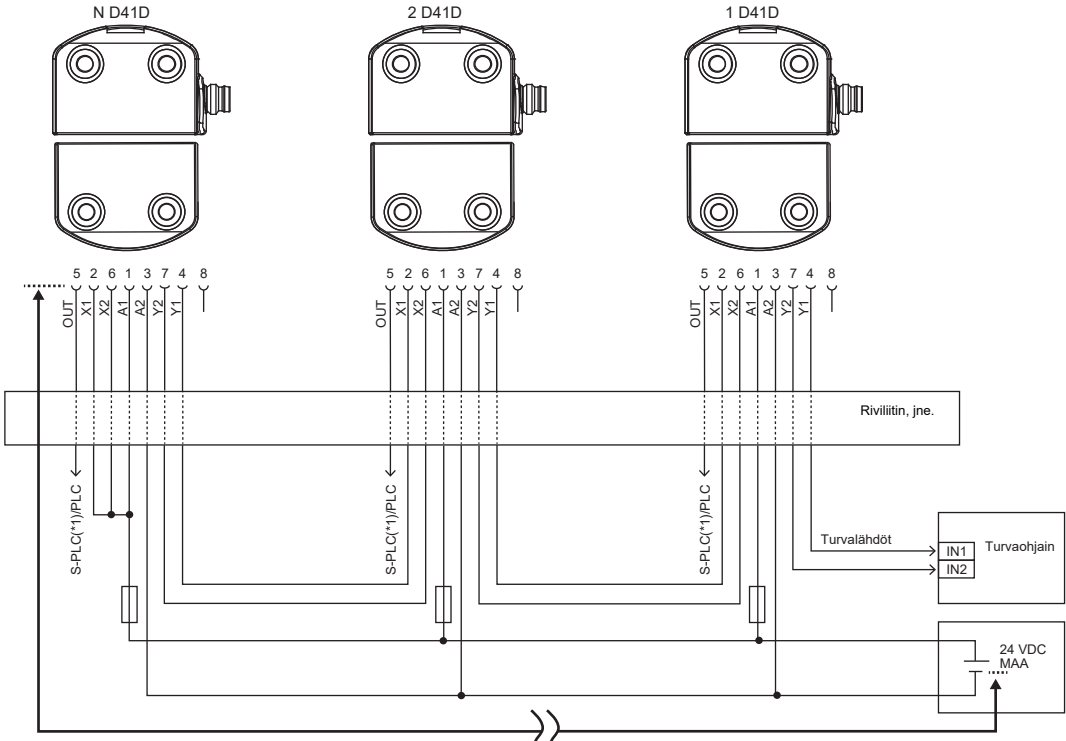 N D41D
2 D41D
1 D41D
5 2 6 1 3 7 4 8
OUT X1 X2 A1 A2 Y2 Y1
5 2 6 1 3 7 4 8
OUT X1 X2 A1 A2 Y2 Y1
5 2 6 1 3 7 4 8
OUT X1 X2 A1 A2 Y2 Y1
Riviliitin, jne.
S-PLC(*1)/PLC
S-PLC(*1)/PLC
S-PLC(*1)/PLC
Turvalähdöt
IN1
IN2
Turvaohjain
24 VDC
MAA